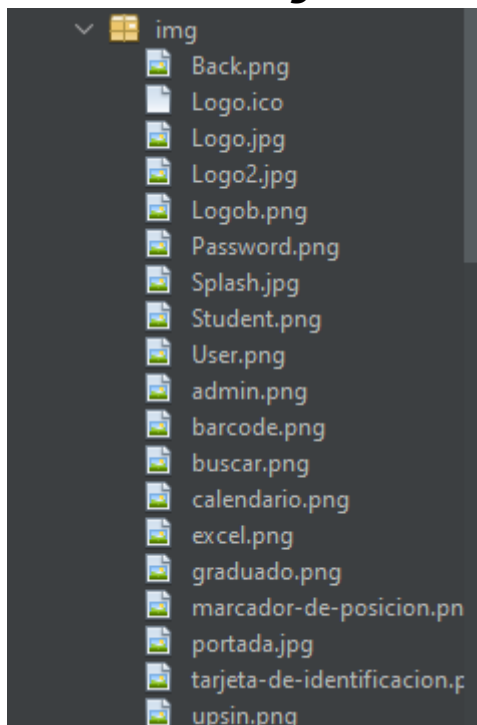 img
Back.png
Logo.ico
Logo.jpg
Logo2.jpg
Logob.png
Password.png
Splash.jpg
Student.png
User.png
admin.png
barcode.png
buscar.png
calendario.png
excel.png
graduado.png
marcador-de-posicion.pn
portada.jpg
tarjeta-de-identificacion.p
upsin.png